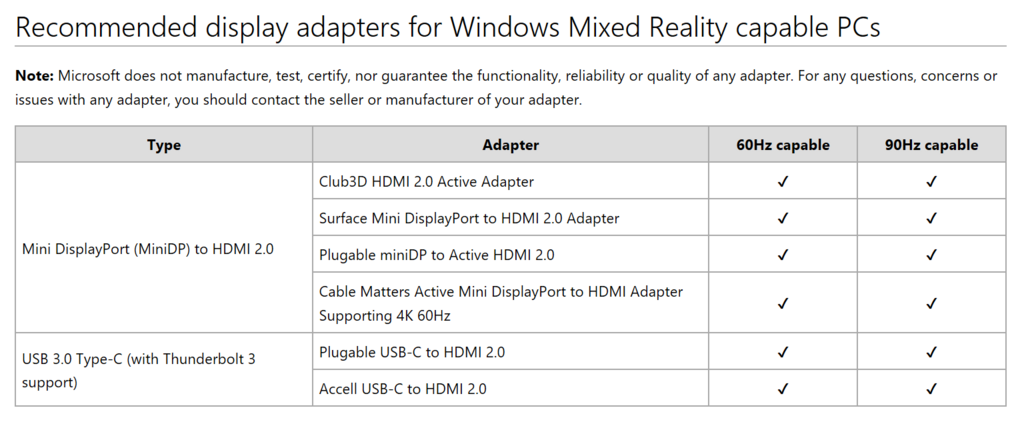 Recommended display adapters for Windows Mixed Reality capable PCs
Note: Microsoft does not manufacture, test, certify, nor guarantee the functionality, reliability or quality of any adapter. For any questions, concerns or
issues with any adapter, you should contact the seller or manufacturer of your adapter.
Type Adapter 60Hz capable 90Hz capable
Mini DisplayPort (MiniDP) to HDMI 2.0
Club3D HDMI 2.0 Active Adapter ✓ ✓
Surface Mini DisplayPort to HDMI 2.0 Adapter ✓ ✓
Plugable miniDP to Active HDMI 2.0 ✓ ✓
Cable Matters Active Mini DisplayPort to HDMI Adapter
Supporting 4K 60Hz ✓ ✓
USB 3.0 Type-C (with Thunderbolt 3
support)
Plugable USB-C to HDMI 2.0 ✓ ✓
Accell USB-C to HDMI 2.0 ✓ ✓